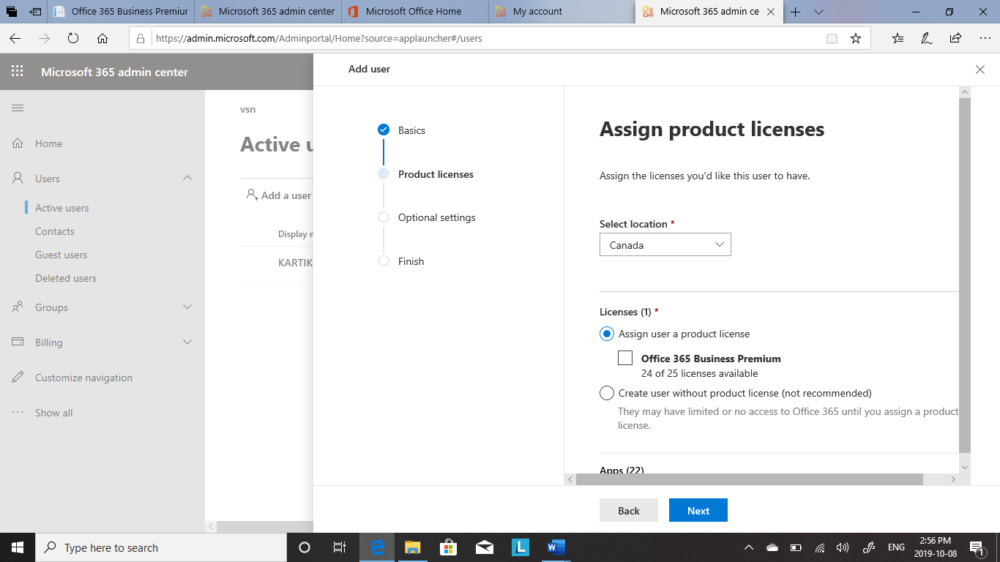 Office 365 Business Premium
Microsoft 365 admin center
Microsoft Office Home
My account
Microsoft 365 admin ce
https://admin.microsoft.com/Adminportal/Home?source=applauncher#/users
Microsoft 365 admin center
Add user
vsn
Active u
Add a user
Display n
KARTIK
Home
Users
Active users
Contacts
Guest users
Deleted users
Groups
Billing
Customize navigation
Show all
Basics
Product licenses
Optional settings
Finish
Assign product licenses
Assign the licenses you'd like this user to have.
Select location *
Canada
Licenses (1) *
Assign user a product license
Office 365 Business Premium
24 of 25 licenses available
Create user without product license (not recommended)
They may have limited or no access to Office 365 until you assign a product
license.
Apps (22)
Back
Next
Type here to search
ENG
2:56 PM
2019-10-08
1